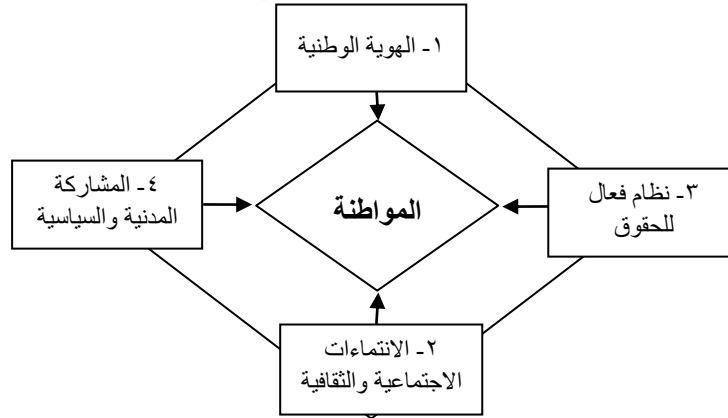 ١- الهوية الوطنية
٣- نظام فعال
للحقوق
المواطنة
٤- المشاركة
المدنية والسياسية
٢- الانتماءات
الاجتماعية والثقافية